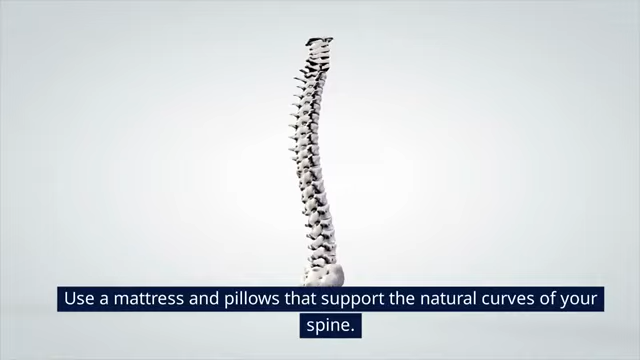 Use a mattress and pillows that support the natural curves of your
spine.